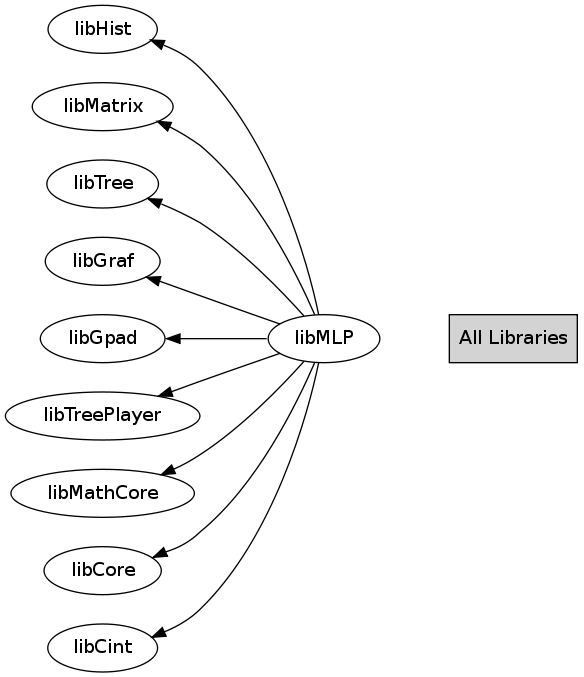 libHist
libMatrix
libTree
libGraf
libGpad
libMLP
All Libraries
libTreePlayer
libMathCore
libCore
libCint